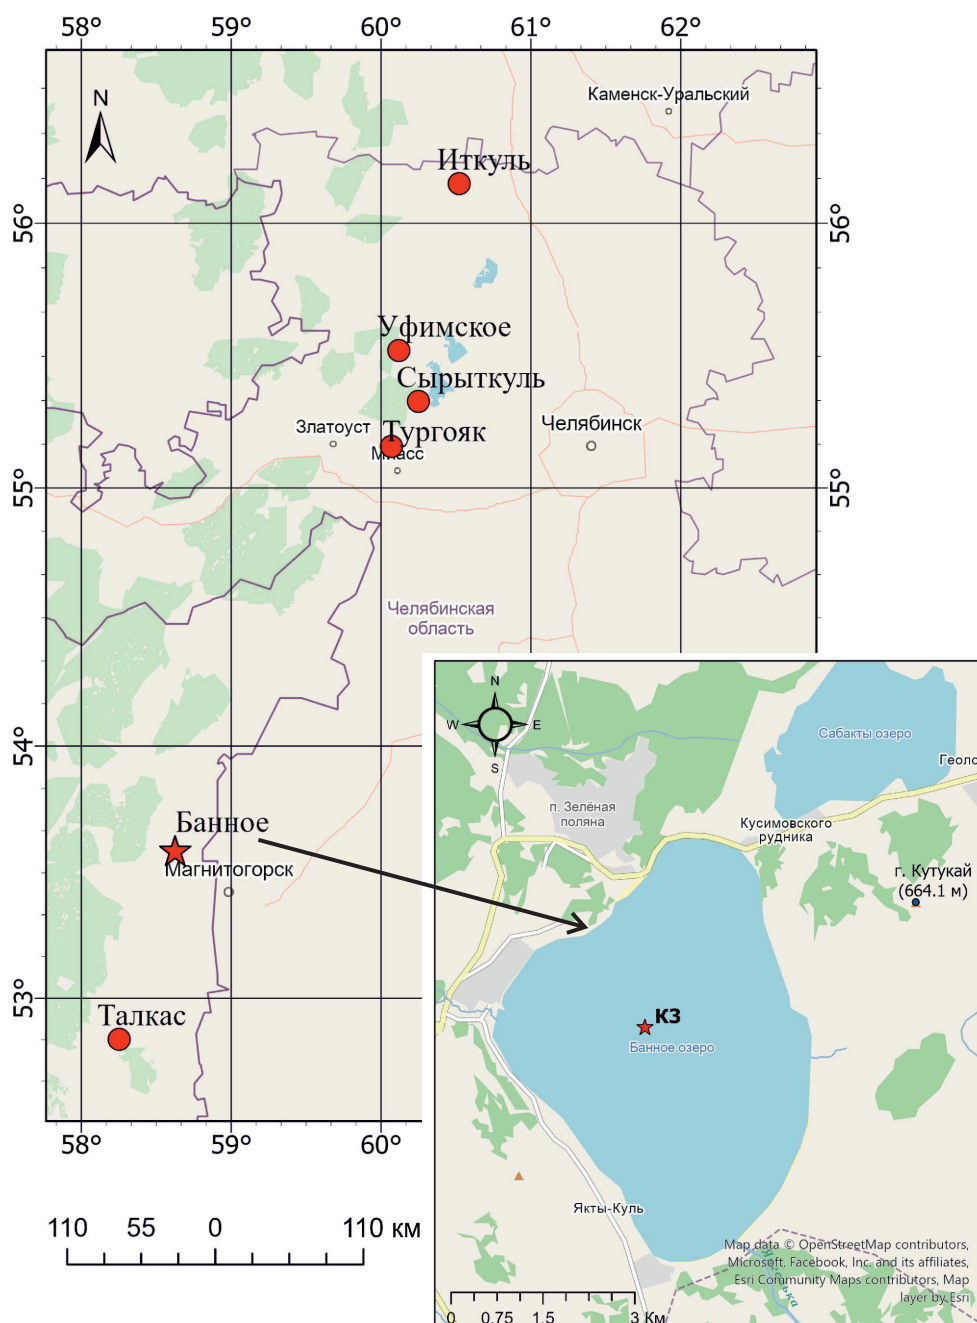 58° 59° 60° 61° 62°
N
Каменск-Уральский
Иткуль
56° 56°
Уфимское
Сырыткуль
Златоуст
Тургояк
Челябинск
Миасс
55° 55°
Челябинская
область
54°
Банное
Магнитогорск
53°
Талкас
58° 59° 60°
110 55 0 110 км
N
W E
S
Сабакты озеро
Геоло
п. Зелёная
поляна
Кусимовского
рудника
г. Кутукай
(664.1 м)
К3
Банное озеро
Якты-Куль
Map data © OpenStreetMap contributors,
Microsoft, Facebook, Inc. and its affiliates,
Esri Community Maps contributors, Map
layer by Esri
0 0.75 1.5 3 Км